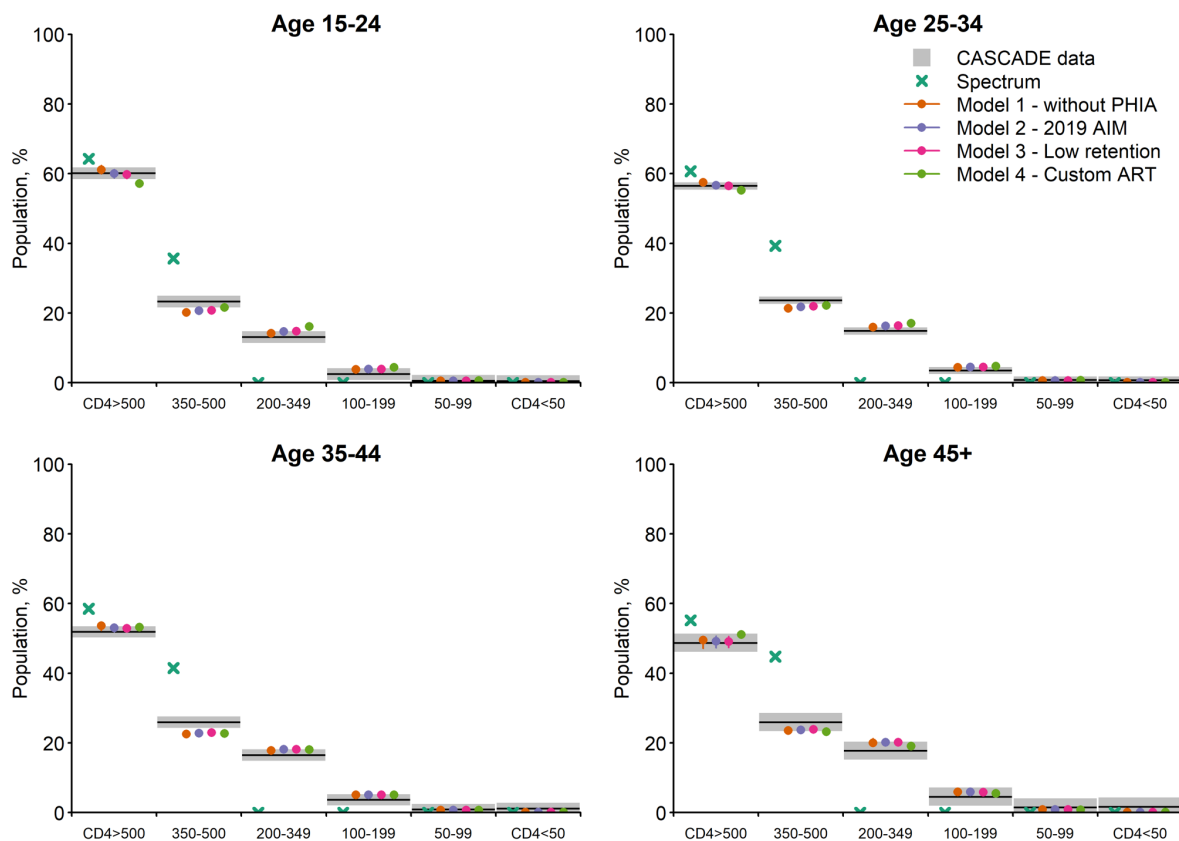 Age 15-24
Population, %
100
80
60
40
20
0
CD4>500 350-500 200-349 100-199 50-99 CD4<50
Age 25-34
Population, %
100
80
60
40
20
0
CASCADE data
Spectrum
Model 1 - without PHIA
Model 2 - 2019 AIM
Model 3 - Low retention
Model 4 - Custom ART
CD4>500 350-500 200-349 100-199 50-99 CD4<50
Age 35-44
Population, %
100
80
60
40
20
0
CD4>500 350-500 200-349 100-199 50-99 CD4<50
Age 45+
Population, %
100
80
60
40
20
0
CD4>500 350-500 200-349 100-199 50-99 CD4<50